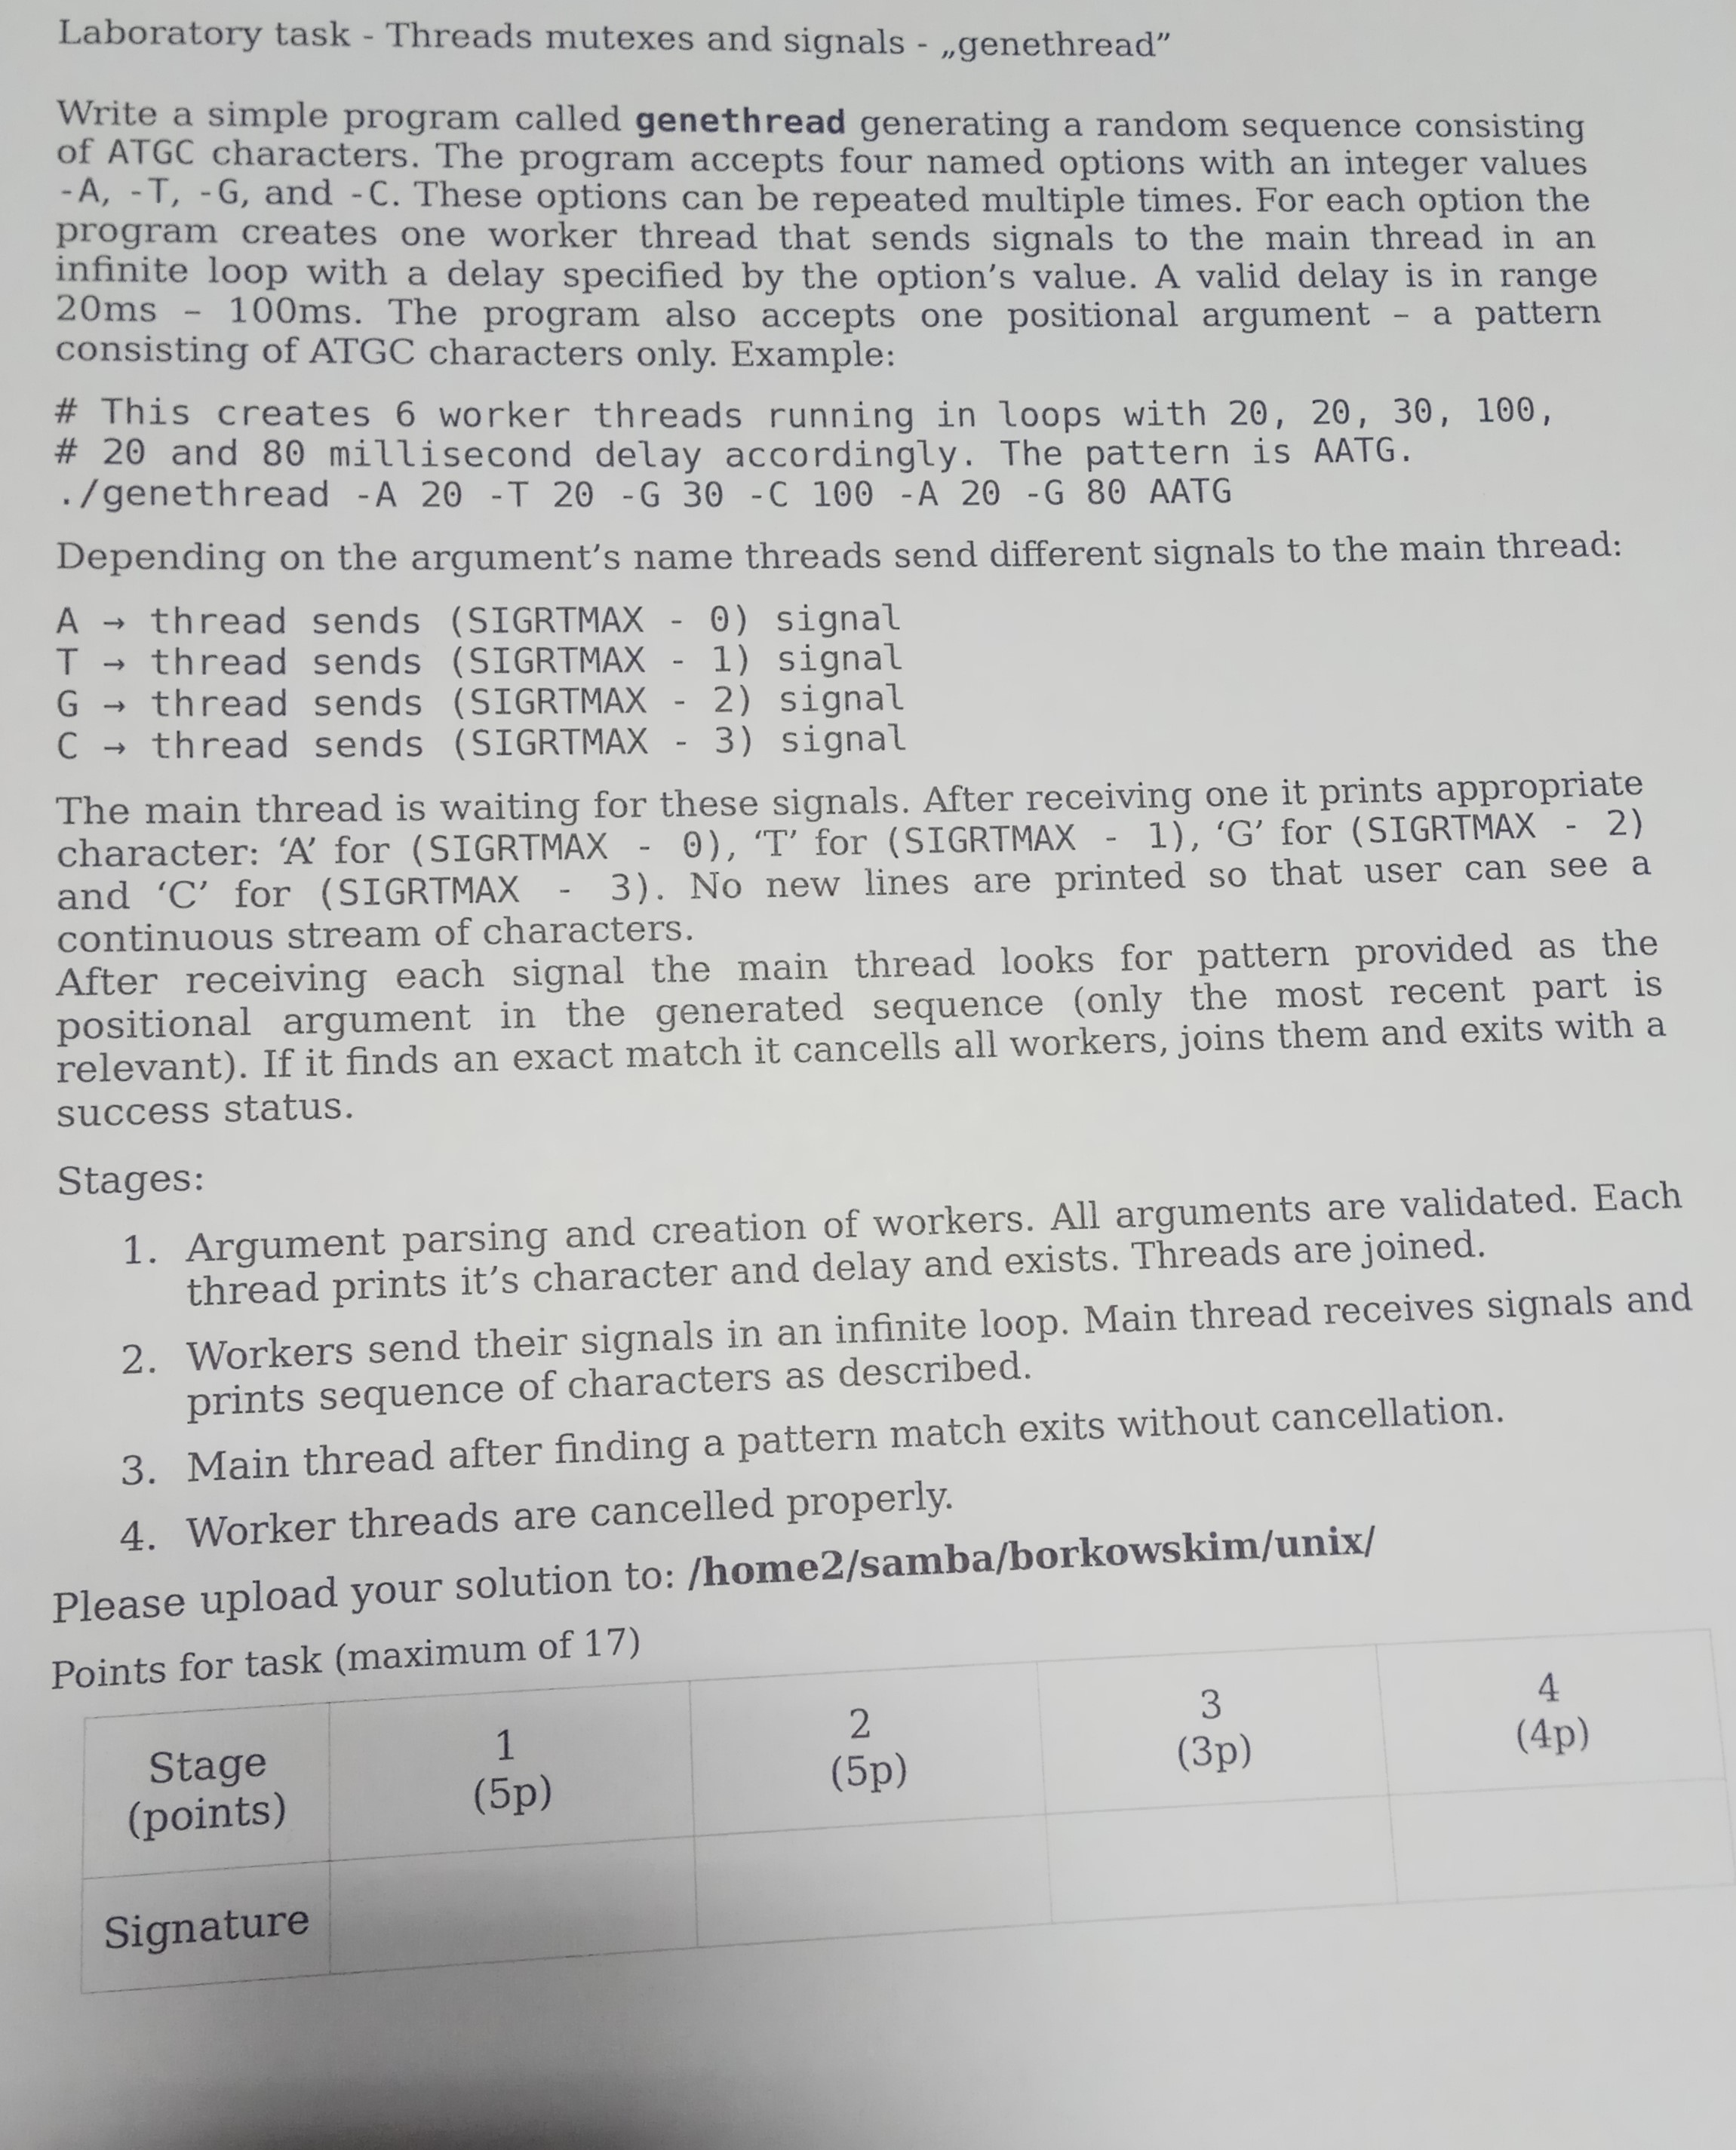 Laboratory task - Threads mutexes and signals - „genethread”
Write a simple program called genethread generating a random sequence consisting
of ATGC characters. The program accepts four named options with an integer values
-A, -T, -G, and -C. These options can be repeated multiple times. For each option the
program creates one worker thread that sends signals to the main thread in an
infinite loop with a delay specified by the option’s value. A valid delay is in range
20ms – 100ms. The program also accepts one positional argument – a pattern
consisting of ATGC characters only. Example:
# This creates 6 worker threads running in loops with 20, 20, 30, 100,
# 20 and 80 millisecond delay accordingly. The pattern is AATG.
./genethread -A 20 -T 20 -G 30 -C 100 -A 20 -G 80 AATG
Depending on the argument’s name threads send different signals to the main thread:
A → thread sends (SIGRTMAX - 0) signal
T → thread sends (SIGRTMAX - 1) signal
G → thread sends (SIGRTMAX - 2) signal
C → thread sends (SIGRTMAX - 3) signal
The main thread is waiting for these signals. After receiving one it prints appropriate
character: ‘A’ for (SIGRTMAX - 0), ‘T’ for (SIGRTMAX - 1), ‘G’ for (SIGRTMAX - 2)
and ‘C’ for (SIGRTMAX - 3). No new lines are printed so that user can see a
continuous stream of characters.
After receiving each signal the main thread looks for pattern provided as the
positional argument in the generated sequence (only the most recent part is
relevant). If it finds an exact match it cancells all workers, joins them and exits with a
success status.
Stages:
1. Argument parsing and creation of workers. All arguments are validated. Each
thread prints it’s character and delay and exists. Threads are joined.
2. Workers send their signals in an infinite loop. Main thread receives signals and
prints sequence of characters as described.
3. Main thread after finding a pattern match exits without cancellation.
4. Worker threads are cancelled properly.
Please upload your solution to: /home2/samba/borkowskim/unix/
Points for task (maximum of 17)
Stage
(points)
1
(5p)
2
(5p)
3
(3p)
4
(4p)
Signature